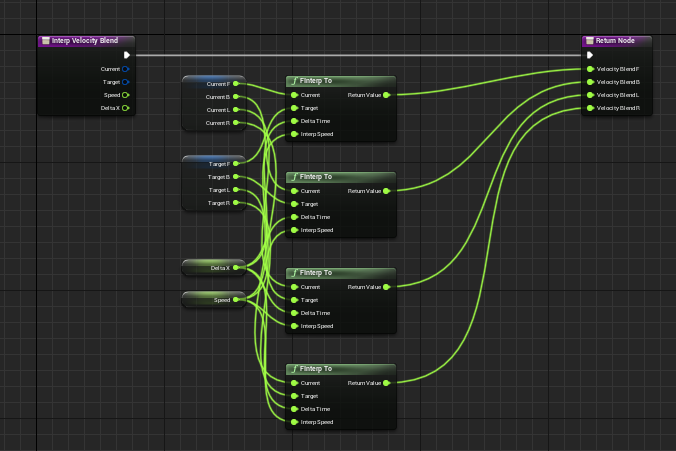 Interp Velocity Blend
Current
Target
Speed
Delta X
Current F
Current B
Current L
Current R
Target F
Target B
Target L
Target R
Delta X
Speed
FInterp To
Current
Return Value
Target
Delta Time
Interp Speed
FInterp To
Current
Return Value
Target
Delta Time
Interp Speed
FInterp To
Current
Return Value
Target
Delta Time
Interp Speed
FInterp To
Current
Return Value
Target
Delta Time
Interp Speed
Return Node
Velocity Blend F
Velocity Blend B
Velocity Blend L
Velocity Blend R